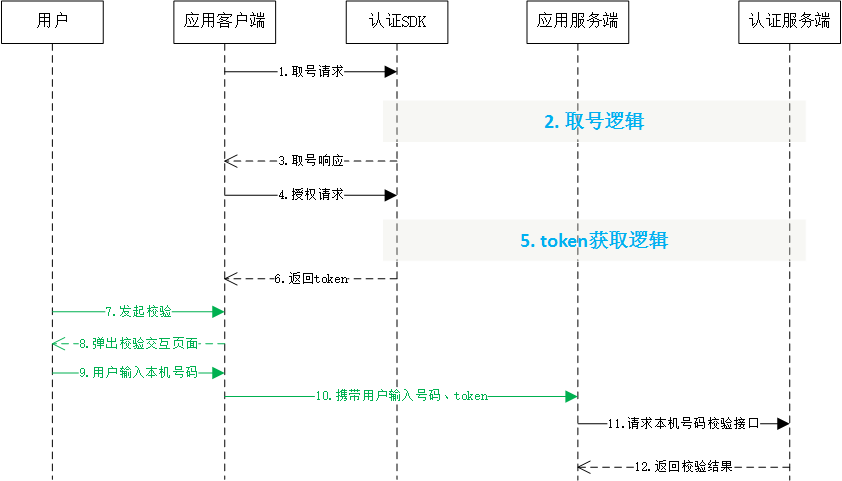 用户
应用客户端
认证SDK
应用服务端
认证服务端
1.取号请求
2. 取号逻辑
3.取号响应
4.授权请求
5. token获取逻辑
6.返回token
7.发起校验
8.弹出校验交互页面
9.用户输入本机号码
10.携带用户输入号码、token
11.请求本机号码校验接口
12.返回校验结果